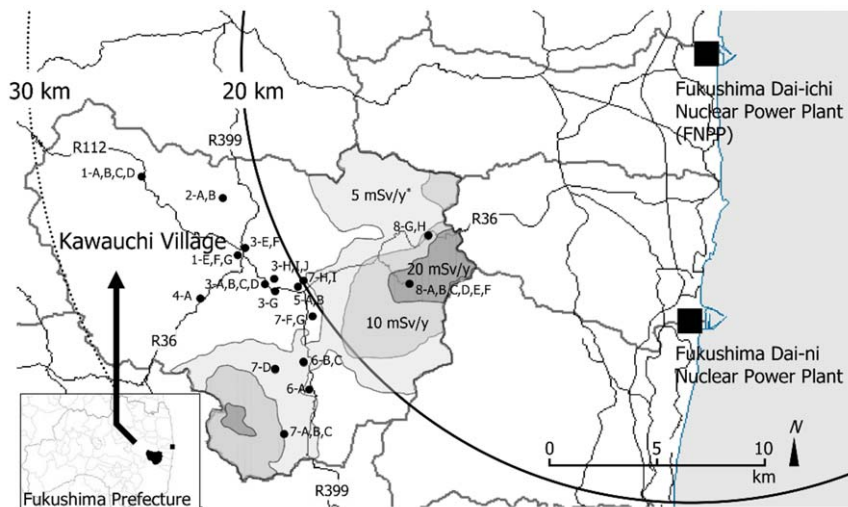 30 km
20 km
Fukushima Dai-ichi
Nuclear Power Plant
(FNPP)
R399
R112
1-A,B,C,D
2-A,B
5 mSv/y*
R36
8-G,H
Kawauchi Village
3-E,F
1-E,F,G
3-H,I,J
7-H,I
20 mSv/y
3-A,B,C,D
8-A,B,C,D,E,F
3-G
5-A,B
4-A
7-F,G
10 mSv/y
R36
Fukushima Dai-ni
Nuclear Power Plant
7-D
6-B,C
6-A
7-A,B,C
N
0
5
10
km
R399
Fukushima Prefecture